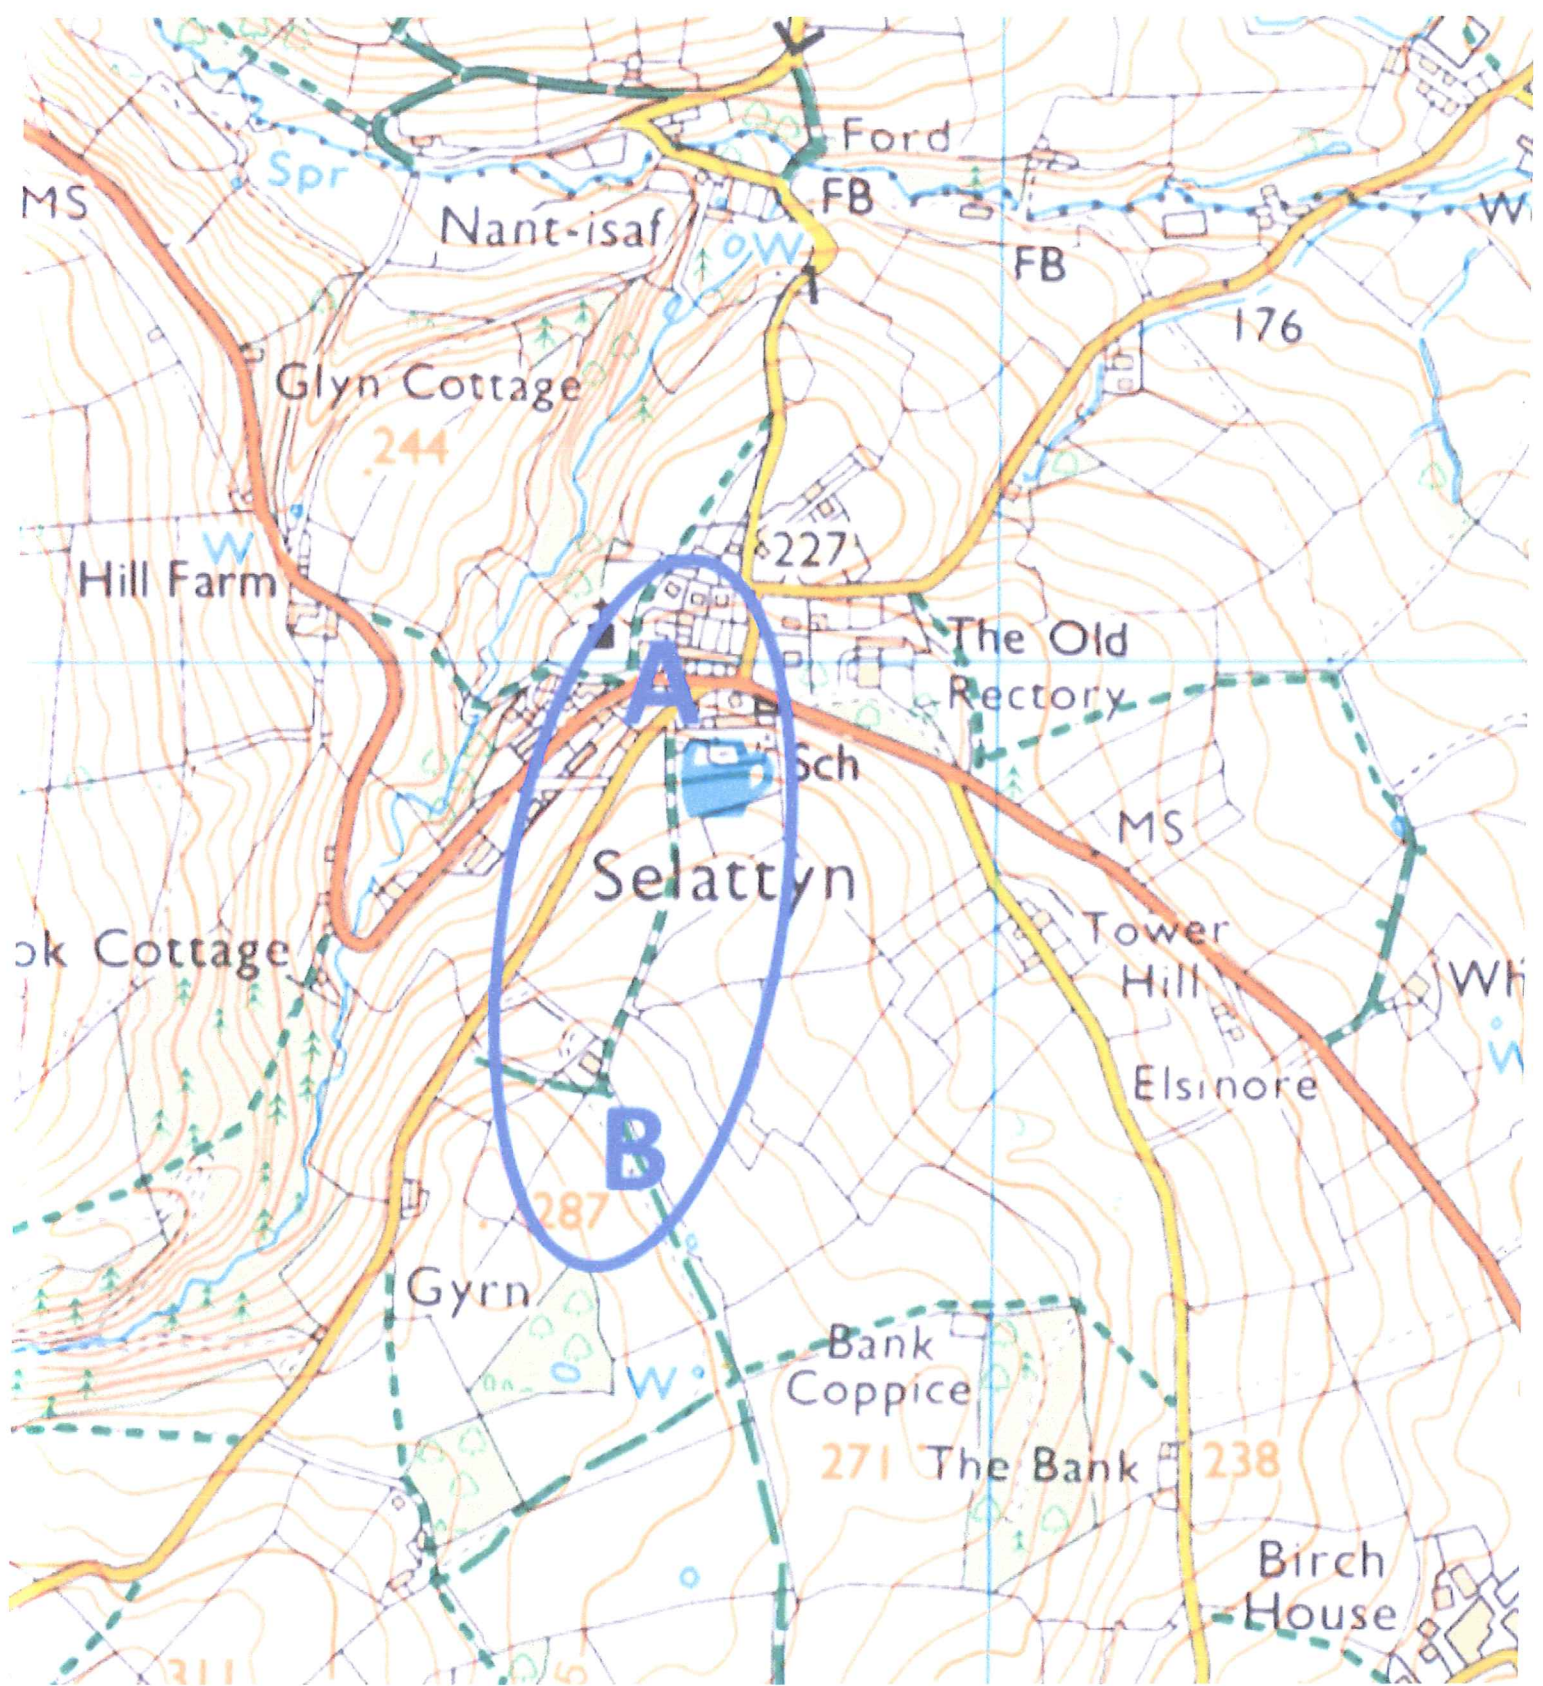 Ford
Spr
MS
FB
Nant-isaf
W
FB
176
Glyn Cottage
244
W
227
Hill Farm
The Old
Rectory
A
Sch
MS
Selattyn
Tower
Hill
ok Cottage
Wh
W
Elsinore
B
287
Gyrn
Bank
Coppice
W
271
The Bank
238
Birch
House
311